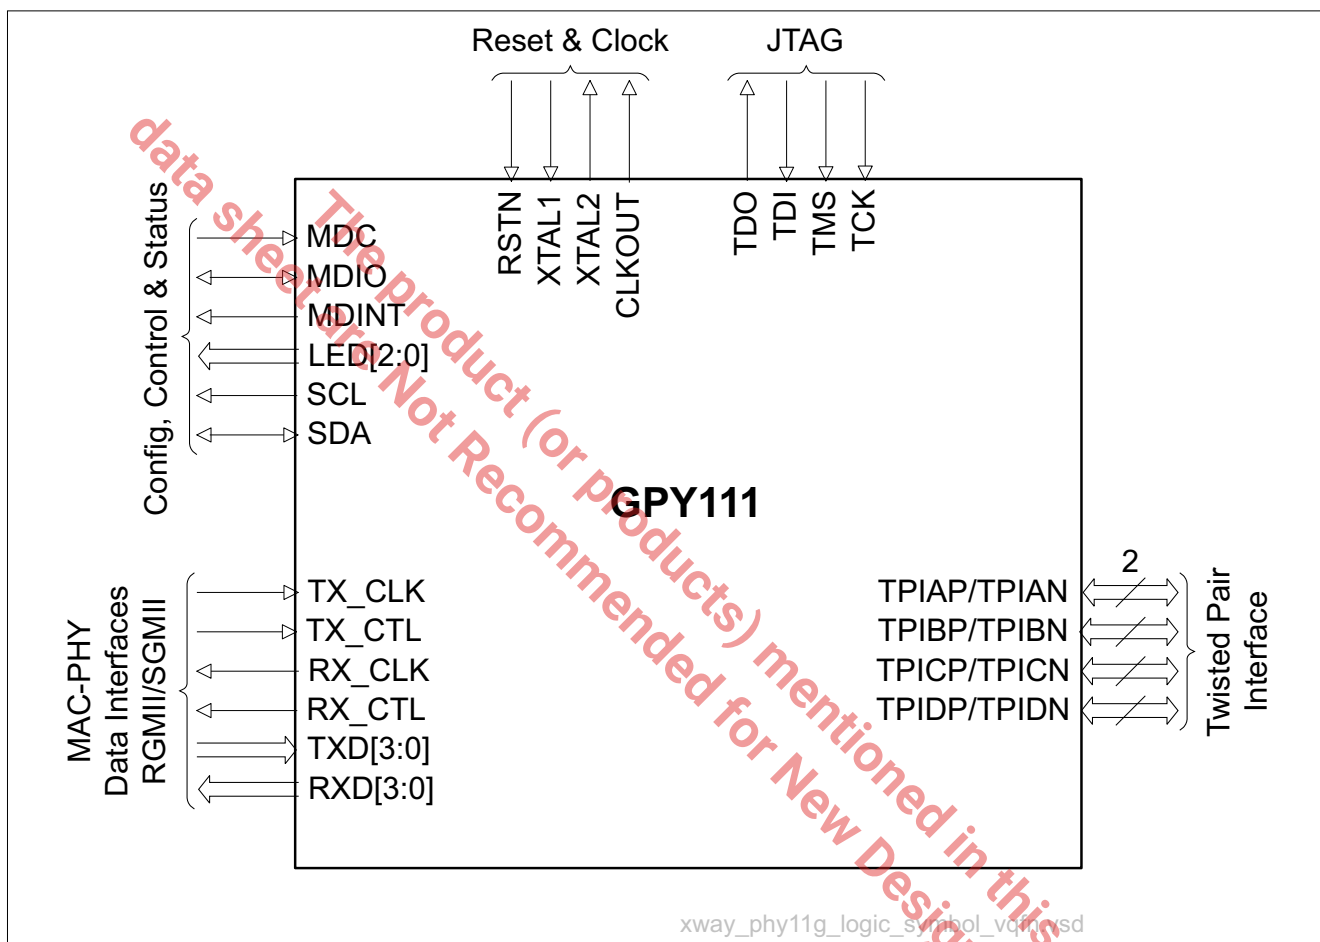 Reset & Clock
JTAG
RSTN
XTAL1
XTAL2
CLKOUT
TDO
TDI
TMS
TCK
Config, Control & Status
MDC
MDIO
MDINT
LED[2:0]
SCL
SDA
GPY111
MAC-PHY
Data Interfaces
RGMII/SGMII
TX_CLK
TX_CTL
RX_CLK
RX_CTL
TXD[3:0]
RXD[3:0]
2
TPIAP/TPIAN
TPIBP/TPIBN
TPICP/TPICN
TPIDP/TPIDN
Twisted Pair
Interface
The product (or products) mentioned in this
data sheet are Not Recommended for New
xway_phy11g_logic_symbol_vqfn.vsd